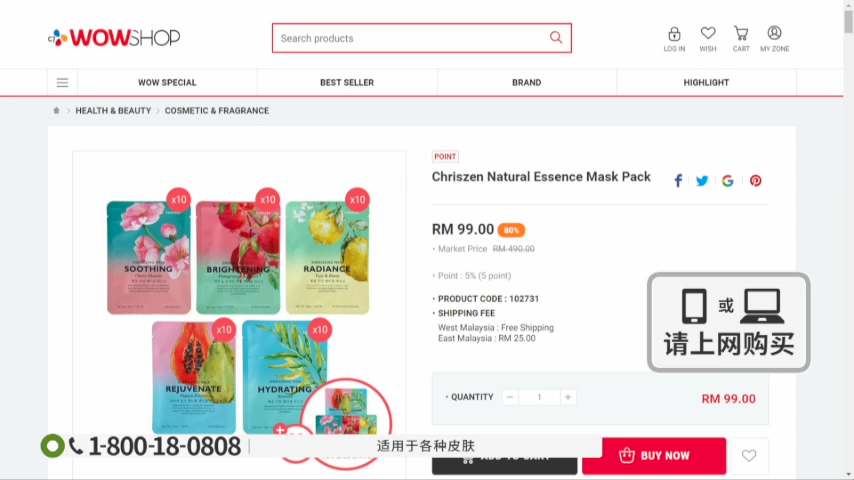 CJ WOWSHOP
Search products
LOG IN WISH CART MY ZONE
WOW SPECIAL BEST SELLER BRAND HIGHLIGHT
HEALTH & BEAUTY > COSMETIC & FRAGRANCE
POINT
Chriszen Natural Essence Mask Pack
RM 99.00 80%
• Market Price RM 490.00
• Point : 5% (5 point)
• PRODUCT CODE : 102731
• SHIPPING FEE
West Malaysia : Free Shipping
East Malaysia : RM 25.00
• QUANTITY − 1 + RM 99.00
BUY NOW
x10 x10 x10
SOOTHING BRIGHTENING RADIANCE
x10 x10
REJUVENATE HYDRATING
或
请上网购买
1-800-18-0808
适用于各种皮肤